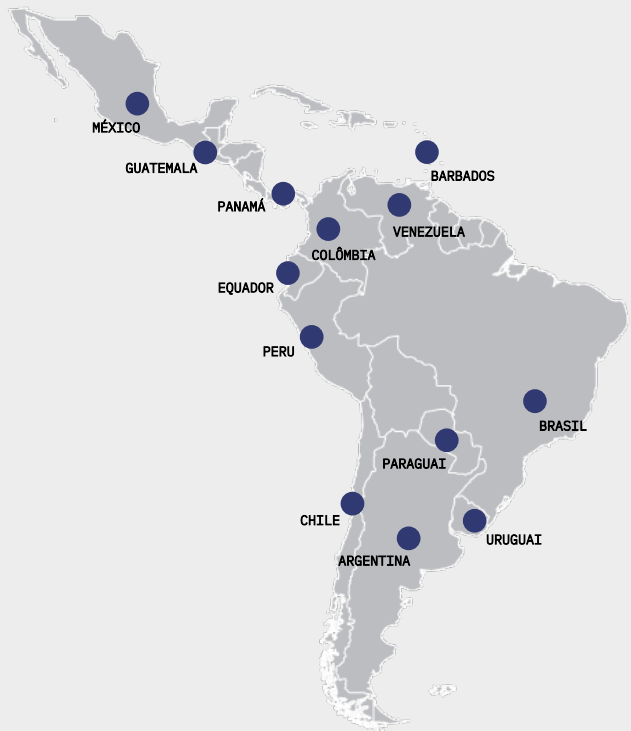 MÉXICO
GUATEMALA
BARBADOS
PANAMÁ
VENEZUELA
COLÔMBIA
EQUADOR
PERU
BRASIL
PARAGUAI
CHILE
URUGUAI
ARGENTINA